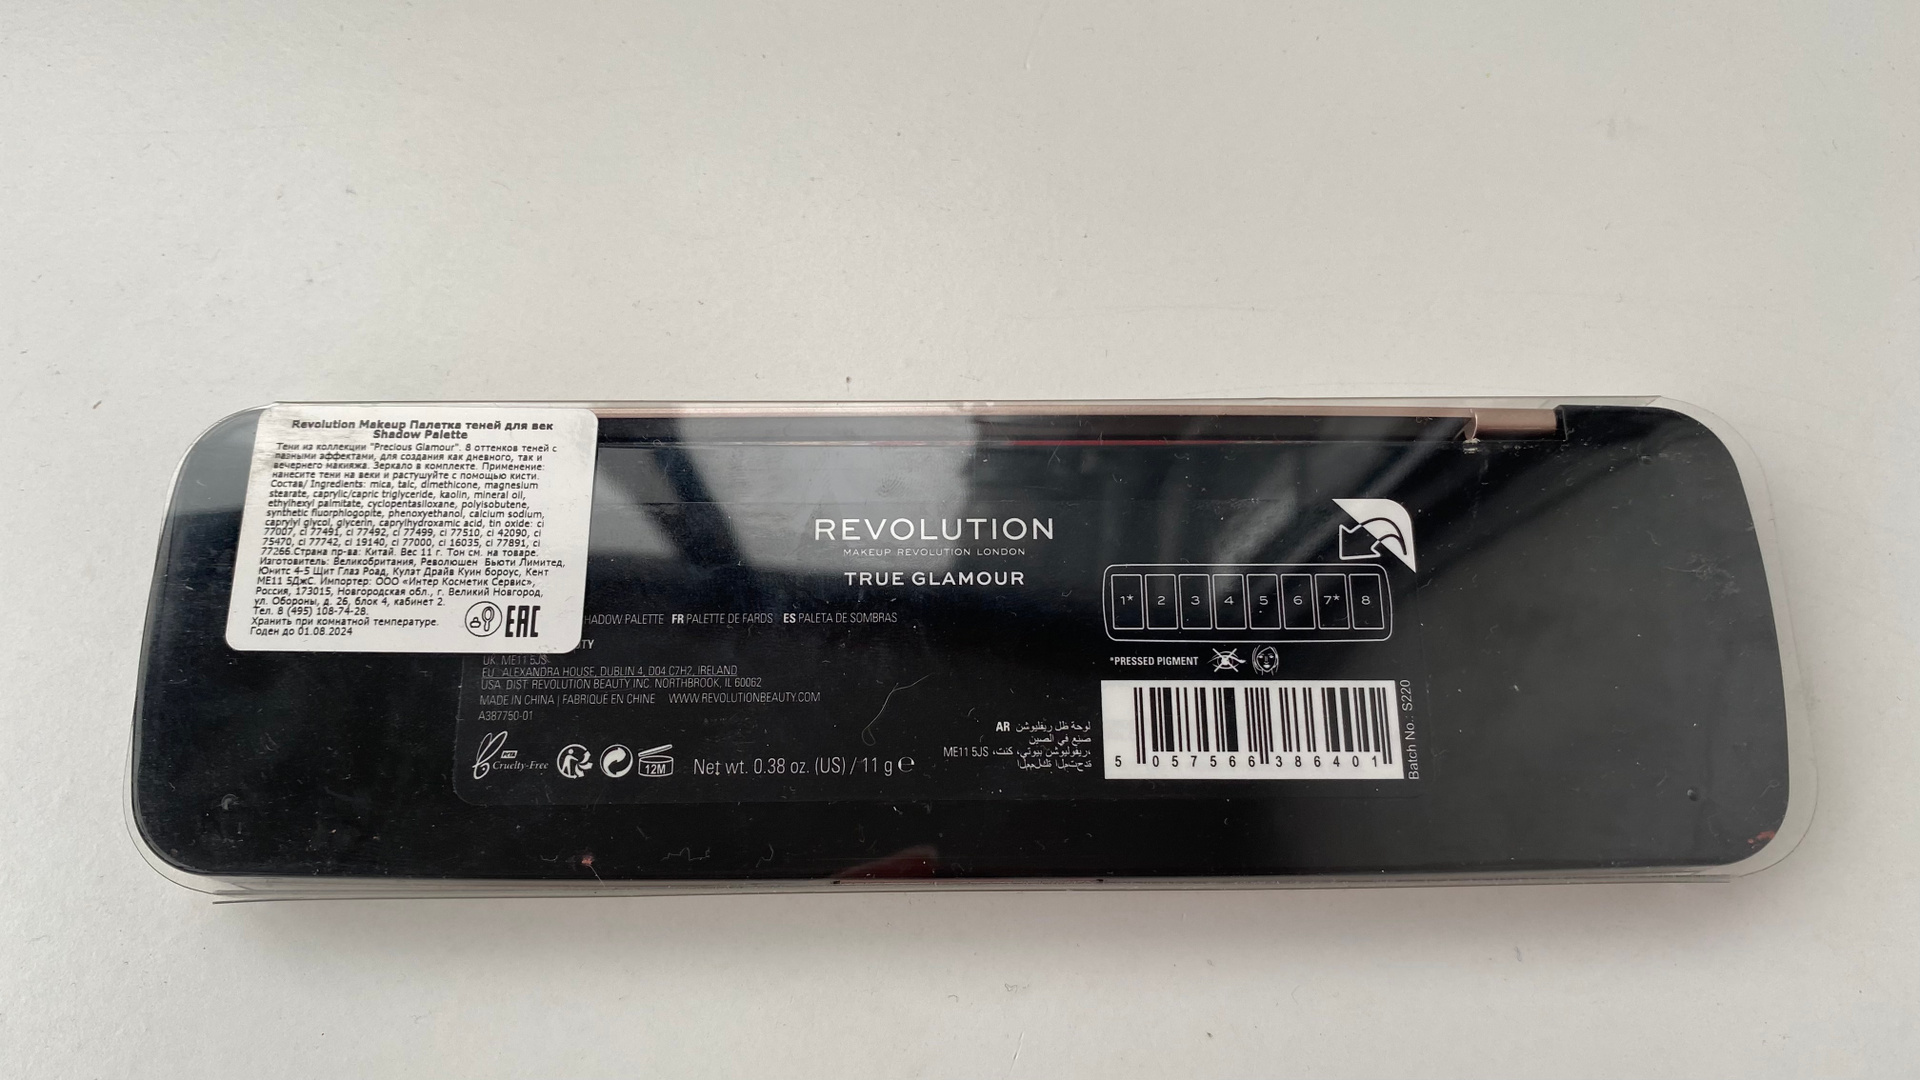 Revolution Makeup Палетка теней для век
Shadow Palette
Тени из коллекции "Precious Glamour". 8 оттенков теней с
разными эффектами, для создания как дневного, так и
вечернего макияжа. Зеркало в комплекте. Применение:
нанесите тени на веки и растушуйте с помощью кисти.
Состав/ Ingredients: mica, talc, dimethicone, magnesium
stearate, caprylic/capric triglyceride, kaolin, mineral oil,
ethylhexyl palmitate, cyclopentasiloxane, polyisobutene,
synthetic fluorphlogopite, phenoxyethanol, calcium sodium,
caprylyl glycol, glycerin, caprylhydroxamic acid, tin oxide: ci
77007, ci 77491, ci 77492, ci 77499, ci 77510, ci 42090, ci
75470, ci 77742, ci 19140, ci 77000, ci 16035, ci 77891, ci
77266.Страна пр-ва: Китай. Вес 11 г. Тон см. на товаре.
Изготовитель: Великобритания, Революшен Бьюти Лимитед,
Юнитс 4-5 Щит Глаз Роад, Кулат Драйв Куин бороус, Кент
МЕ11 5ДжС. Импортер: ООО «Интер Косметик Сервис»,
Россия, 173015, Новгородская обл., г. Великий Новгород,
ул. Обороны, д. 26, блок 4, кабинет 2.
Тел. 8 (495) 108-74-28.
Хранить при комнатной температуре.
Годен до 01.08.2024
EAC
REVOLUTION
MAKEUP REVOLUTION LONDON
TRUE GLAMOUR
HADOW PALETTE FR PALETTE DE FARDS ES PALETA DE SOMBRAS
UTY
UK. ME11 5JS
EU ALEXANDRA HOUSE, DUBLIN 4, D04 C7H2, IRELAND
USA DIST REVOLUTION BEAUTY INC. NORTHBROOK, IL 60062
MADE IN CHINA | FABRIQUE EN CHINE WWW.REVOLUTIONBEAUTY.COM
A387750-01
PETA
Cruelty-Free
12M
Net wt. 0.38 oz. (US) / 11 g e
1* 2 3 4 5 6 7* 8
*PRESSED PIGMENT
AR لوحة ظل ريفليوشن
صنع في الصين
ريفوليوشن بيوتي، كنت، ME11 5JS
5 057566 386401
Batch No.: S220